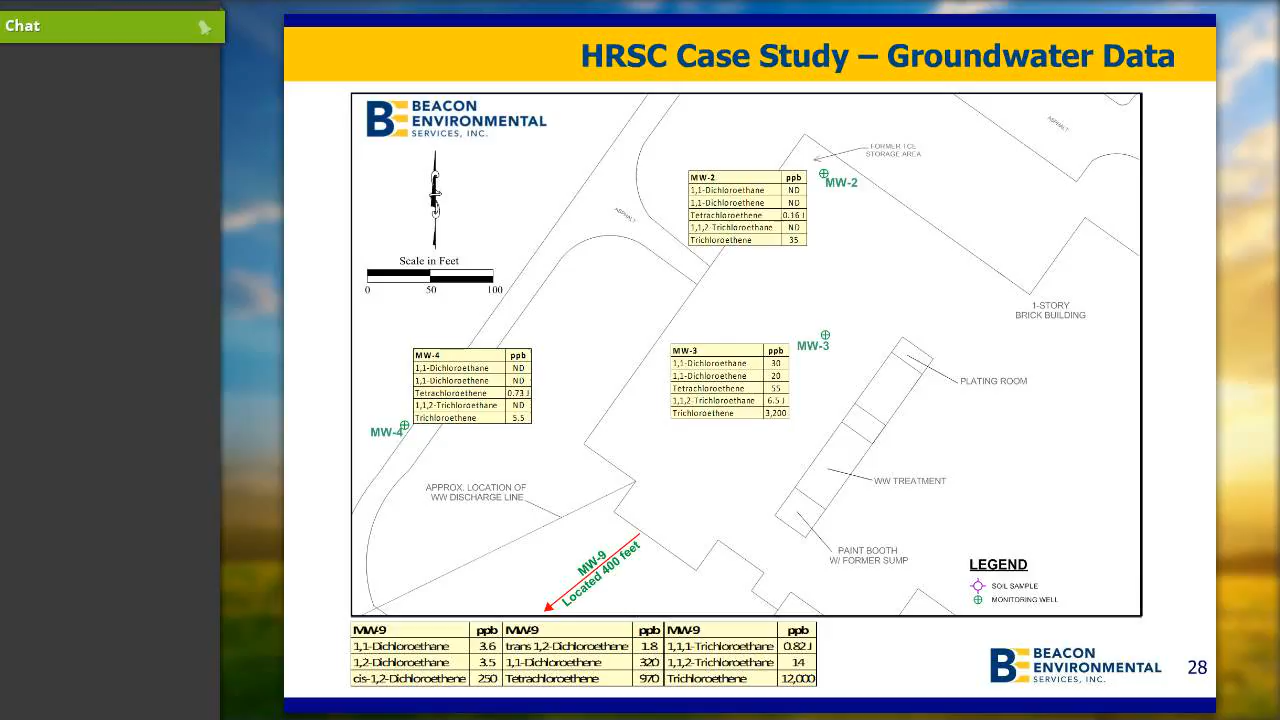 Chat
HRSC Case Study – Groundwater Data
BEACON
ENVIRONMENTAL
SERVICES, INC.
ASPHALT
FORMER TCE
STORAGE AREA
MW-2
MW-2 ppb
1,1-Dichloroethane ND
1,1-Dichloroethene ND
Tetrachloroethene 0.16 J
1,1,2-Trichloroethane ND
Trichloroethene 35
ASPHALT
Scale in Feet
0 50 100
1-STORY
BRICK BUILDING
MW-3
MW-3 ppb
1,1-Dichloroethane 30
1,1-Dichloroethene 20
Tetrachloroethene 55
1,1,2-Trichloroethane 6.5 J
Trichloroethene 3,200
MW-4 ppb
1,1-Dichloroethane ND
1,1-Dichloroethene ND
Tetrachloroethene 0.73 J
1,1,2-Trichloroethane ND
Trichloroethene 5.5
MW-4
PLATING ROOM
WW TREATMENT
APPROX. LOCATION OF
WW DISCHARGE LINE
PAINT BOOTH
W/ FORMER SUMP
MW-9
Located 400 feet
LEGEND
SOIL SAMPLE
MONITORING WELL
MW-9 ppb MW-9 ppb MW-9 ppb
1,1-Dichloroethane 3.6 trans 1,2-Dichloroethene 1.8 1,1,1-Trichloroethane 0.82 J
1,2-Dichloroethane 3.5 1,1-Dichloroethene 320 1,1,2-Trichloroethane 14
cis-1,2-Dichloroethene 250 Tetrachloroethene 970 Trichloroethene 12,000
BEACON
ENVIRONMENTAL
SERVICES, INC.
28